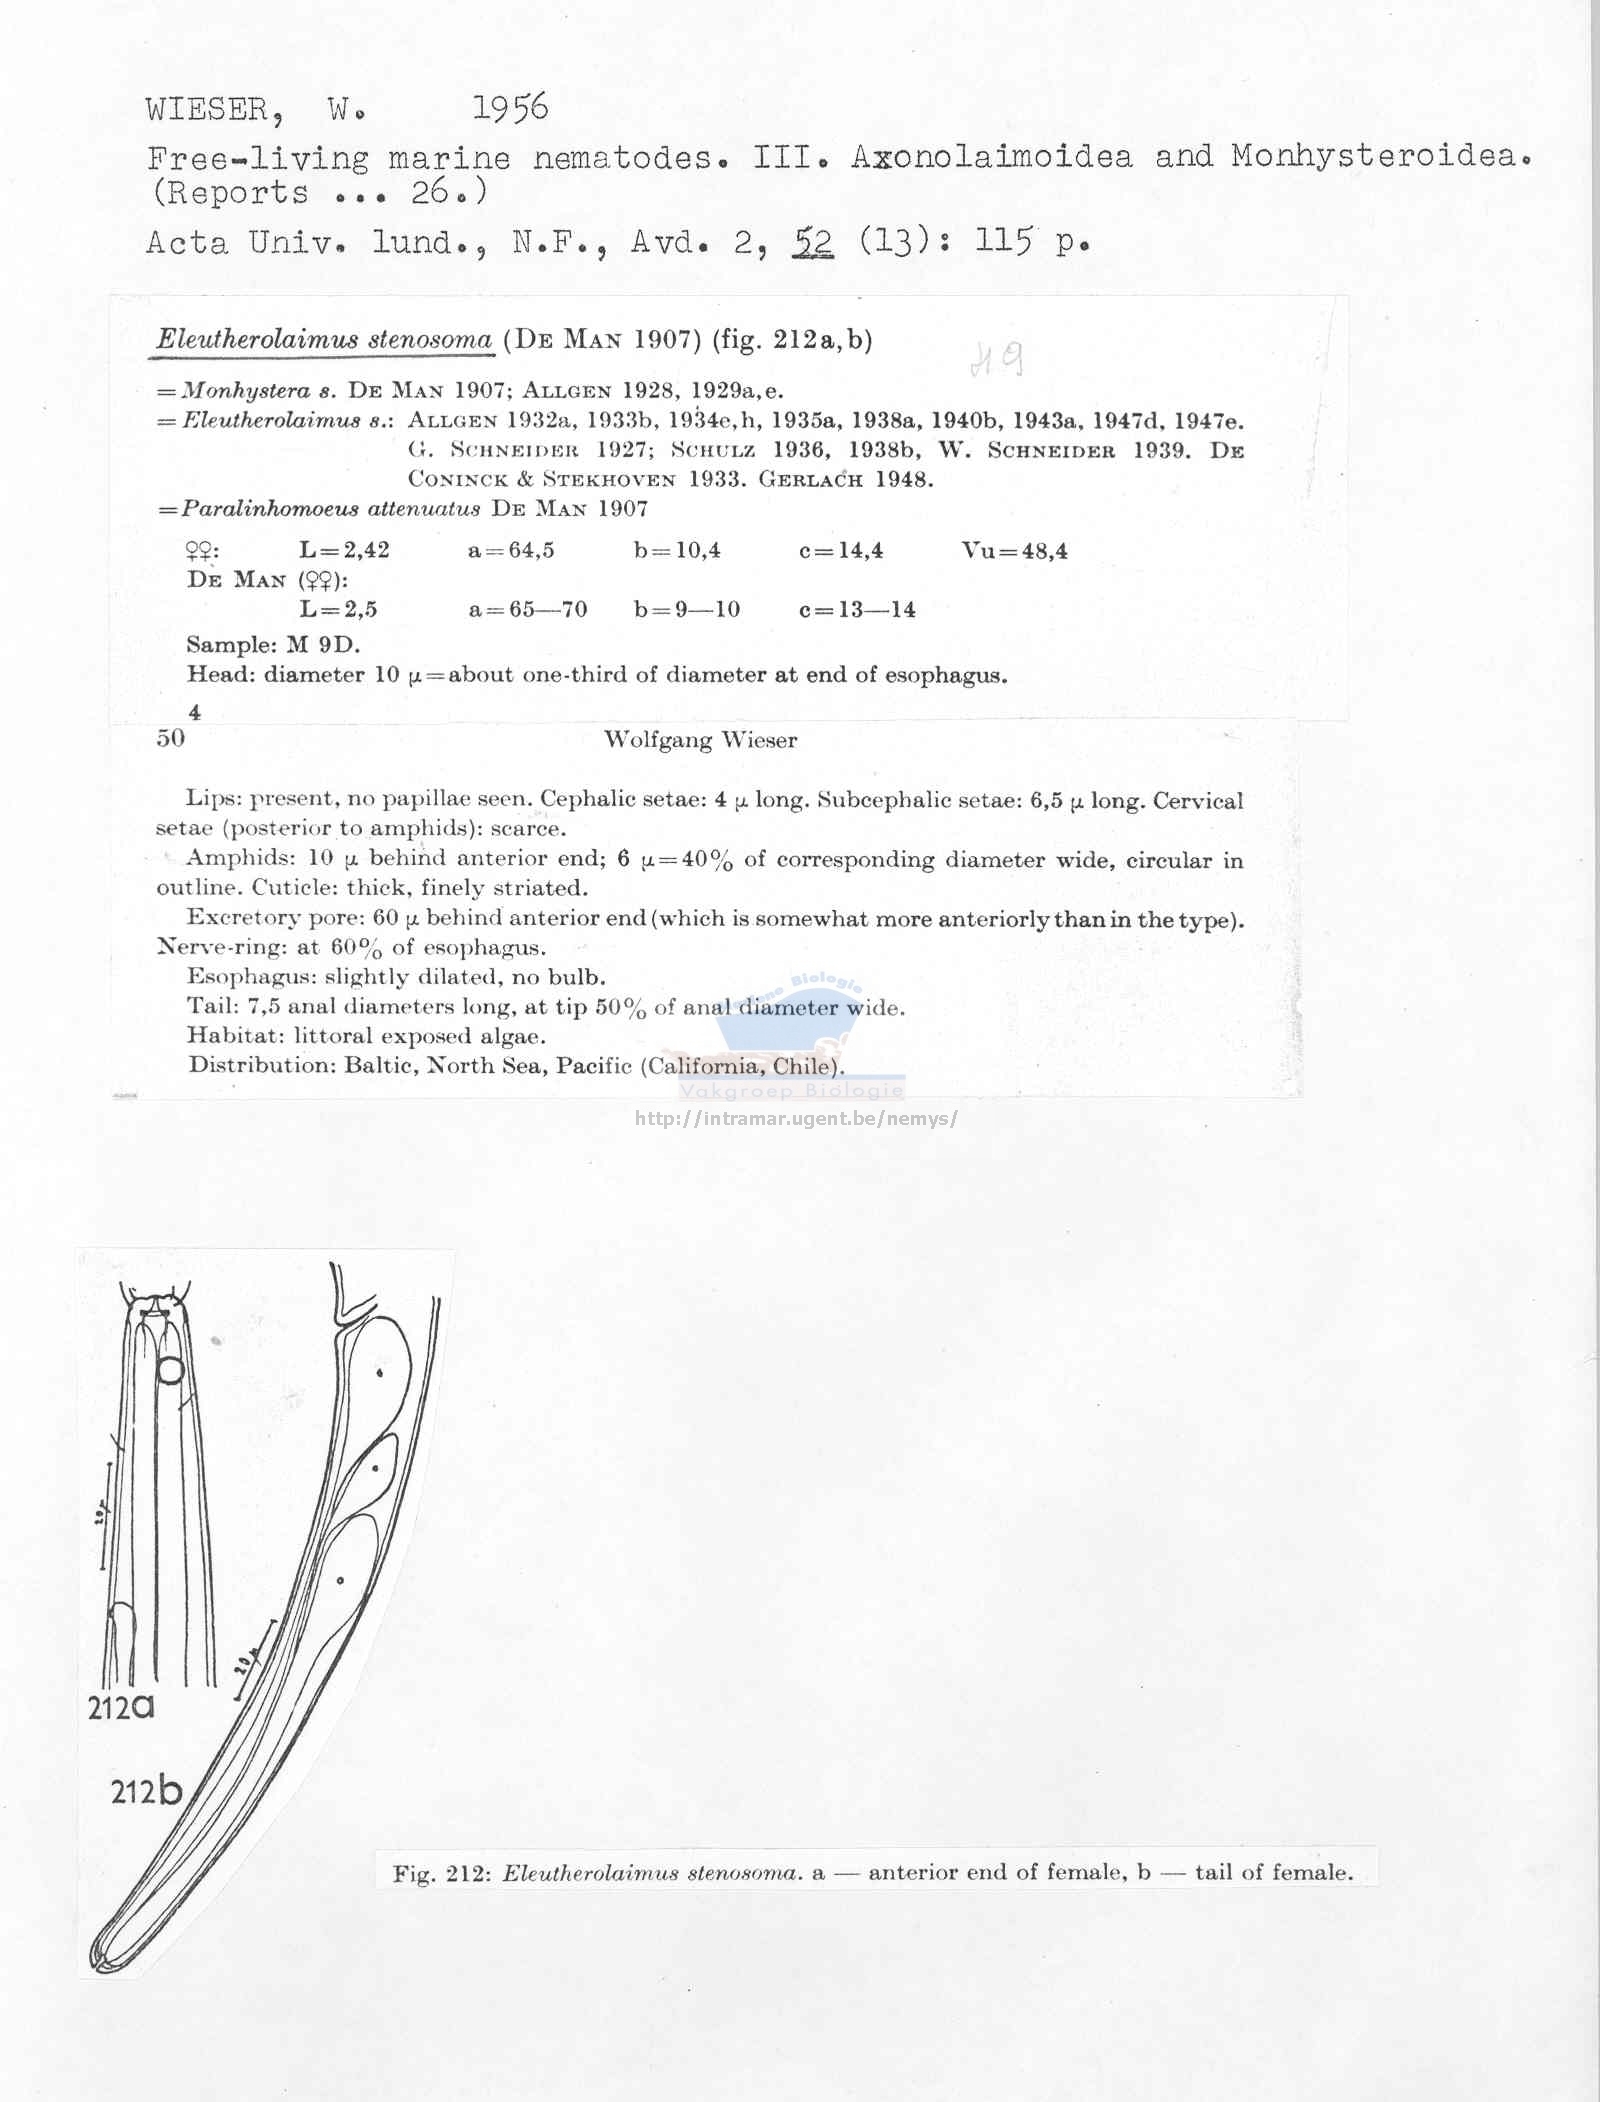 WIESER, W. 1956
Free-living marine nematodes. III. Axonolaimoidea and Monhysteroidea.
(Reports ... 26.)
Acta Univ. lund., N.F., Avd. 2, 52 (13): 115 p.
Eleutherolaimus stenosoma (DE MAN 1907) (fig. 212a,b)
49
=Monhystera s. DE MAN 1907; ALLGEN 1928, 1929a,e.
=Eleutherolaimus s.: ALLGEN 1932a, 1933b, 1934e,h, 1935a, 1938a, 1940b, 1943a, 1947d, 1947e.
G. SCHNEIDER 1927; SCHULZ 1936, 1938b, W. SCHNEIDER 1939. DE
CONINCK & STEKHOVEN 1933. GERLACH 1948.
=Paralinhomoeus attenuatus DE MAN 1907
♀♀: L=2,42 a=64,5 b=10,4 c=14,4 Vu=48,4
DE MAN (♀♀):
L=2,5 a=65—70 b=9—10 c=13—14
Sample: M 9D.
Head: diameter 10 μ=about one-third of diameter at end of esophagus.
4
50 Wolfgang Wieser
Lips: present, no papillae seen. Cephalic setae: 4 μ long. Subcephalic setae: 6,5 μ long. Cervical
setae (posterior to amphids): scarce.
Amphids: 10 μ behind anterior end; 6 μ=40% of corresponding diameter wide, circular in
outline. Cuticle: thick, finely striated.
Excretory pore: 60 μ behind anterior end (which is somewhat more anteriorly than in the type).
Nerve-ring: at 60% of esophagus.
Esophagus: slightly dilated, no bulb.
Tail: 7,5 anal diameters long, at tip 50% of anal diameter wide.
Habitat: littoral exposed algae.
Distribution: Baltic, North Sea, Pacific (California, Chile).
Biologie
Vakgroep Biologie
http://intramar.ugent.be/nemys/
20μ
20μ
212a
212b
Fig. 212: Eleutherolaimus stenosoma. a — anterior end of female, b — tail of female.